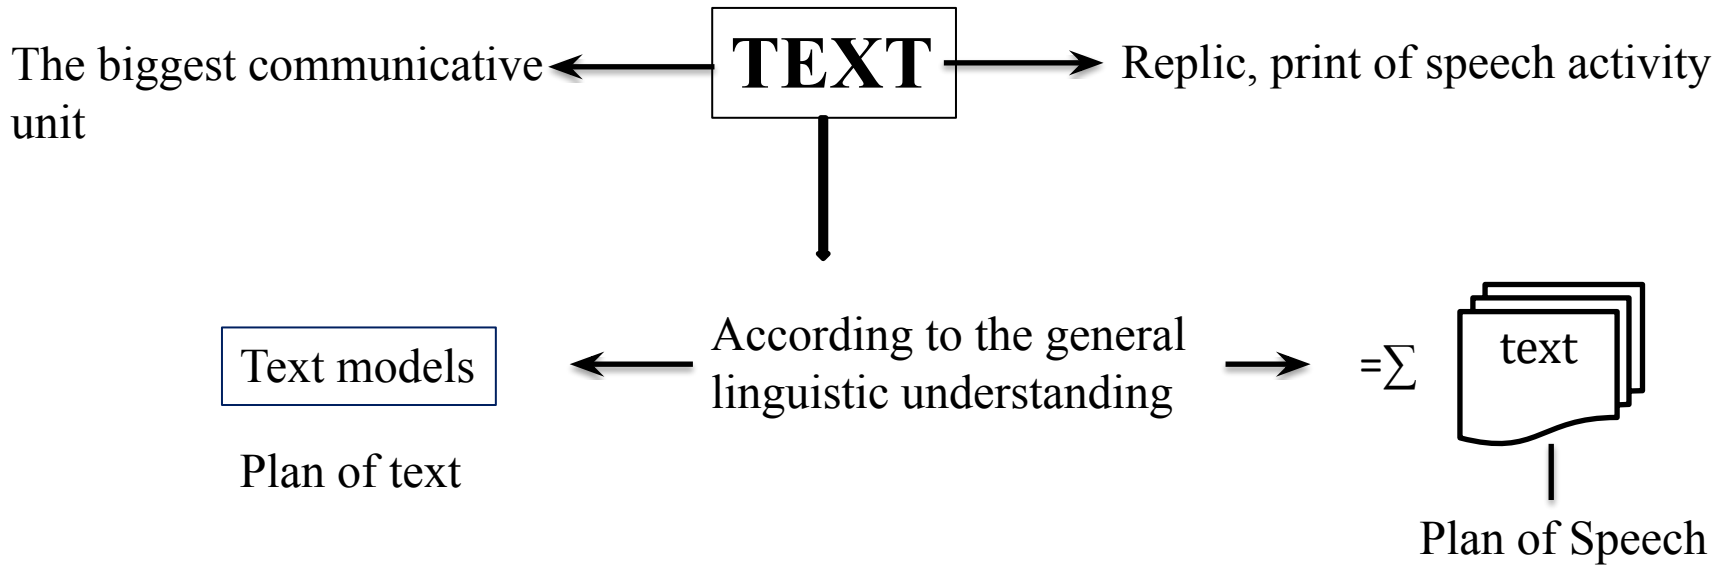 The biggest communicative
unit
TEXT
Replic, print of speech activity
Text models
Plan of text
According to the general
linguistic understanding
=∑
text
Plan of Speech